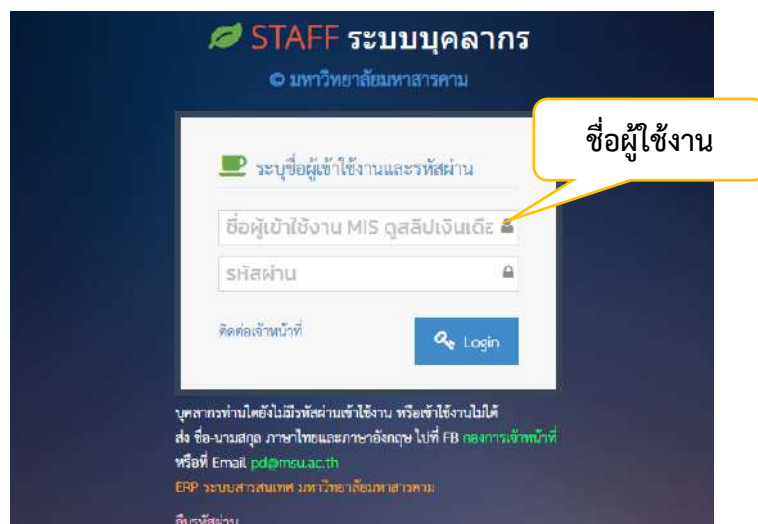 STAFF ระบบบุคลากร
© มหาวิทยาลัยมหาสารคาม
ชื่อผู้ใช้งาน
ระบุชื่อผู้เข้าใช้งานและรหัสผ่าน
ชื่อผู้เข้าใช้งาน MIS ดูสลิปเงินเดือ
รหัสผ่าน
ติดต่อเจ้าหน้าที่
Login
บุคลากรท่านใดยังไม่มีรหัสผ่านเข้าใช้งาน หรือเข้าใช้งานไม่ได้
ส่ง ชื่อ-นามสกุล ภาษาไทยและภาษาอังกฤษ ไปที่ FB กองการเจ้าหน้าที่
หรือที่ Email pd@msu.ac.th
ERP ระบบสารสนเทศ มหาวิทยาลัยมหาสารคาม
ลืมรหัสผ่าน